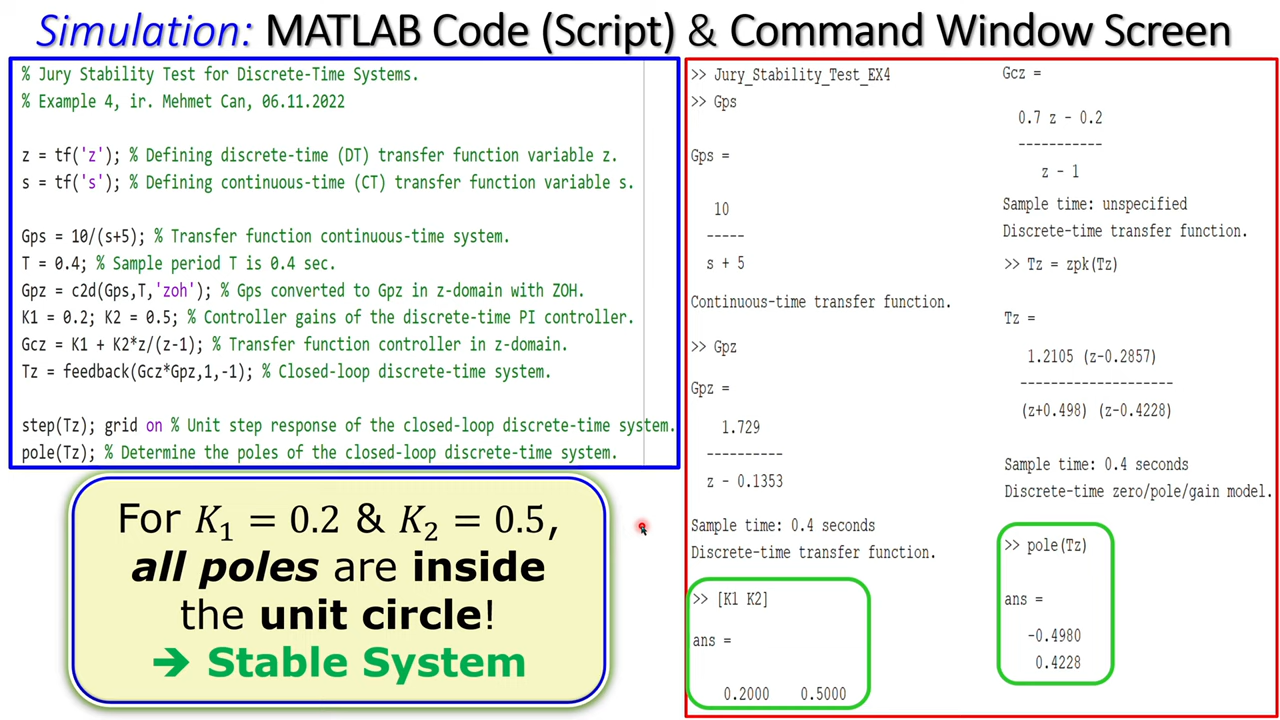 Simulation: MATLAB Code (Script) & Command Window Screen
% Jury Stability Test for Discrete-Time Systems.
% Example 4, ir. Mehmet Can, 06.11.2022
z = tf('z'); % Defining discrete-time (DT) transfer function variable z.
s = tf('s'); % Defining continuous-time (CT) transfer function variable s.
Gps = 10/(s+5); % Transfer function continuous-time system.
T = 0.4; % Sample period T is 0.4 sec.
Gpz = c2d(Gps,T,'zoh'); % Gps converted to Gpz in z-domain with ZOH.
K1 = 0.2; K2 = 0.5; % Controller gains of the discrete-time PI controller.
Gcz = K1 + K2*z/(z-1); % Transfer function controller in z-domain.
Tz = feedback(Gcz*Gpz,1,-1); % Closed-loop discrete-time system.
step(Tz); grid on % Unit step response of the closed-loop discrete-time system.
pole(Tz); % Determine the poles of the closed-loop discrete-time system.
For K₁ = 0.2 & K₂ = 0.5,
all poles are inside
the unit circle!
➔ Stable System
>> Jury_Stability_Test_EX4
>> Gps
Gps =
10
-----
s + 5
Continuous-time transfer function.
>> Gpz
Gpz =
1.729
----------
z - 0.1353
Sample time: 0.4 seconds
Discrete-time transfer function.
>> [K1 K2]
ans =
0.2000 0.5000
Gcz =
0.7 z - 0.2
-----------
z - 1
Sample time: unspecified
Discrete-time transfer function.
>> Tz = zpk(Tz)
Tz =
1.2105 (z-0.2857)
--------------------
(z+0.498) (z-0.4228)
Sample time: 0.4 seconds
Discrete-time zero/pole/gain model.
>> pole(Tz)
ans =
-0.4980
0.4228